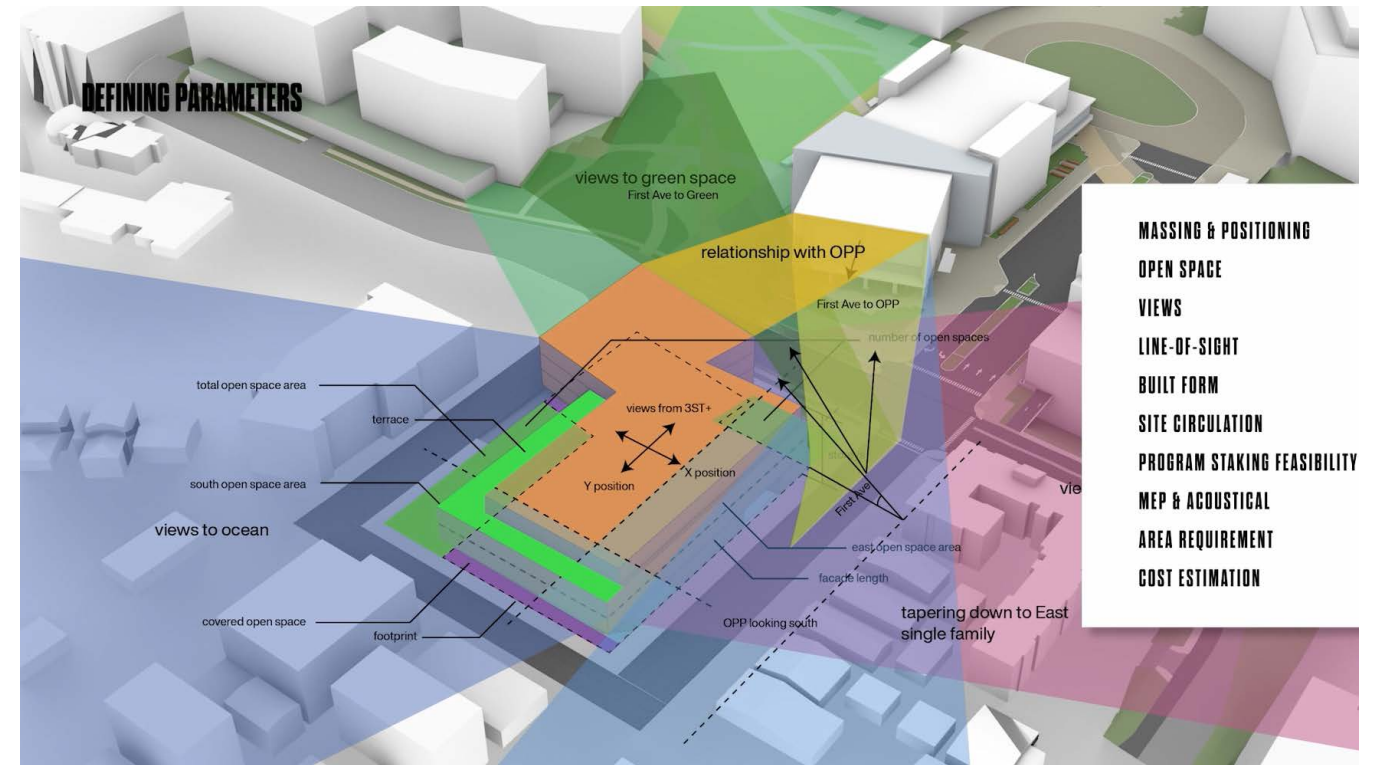 DEFINING PARAMETERS
views to green space
First Ave to Green
relationship with OPP
First Ave to OPP
number of open spaces
total open space area
terrace
views from 3ST+
X position
Y position
south open space area
First Ave
views to ocean
east open space area
facade length
covered open space
footprint
OPP looking south
tapering down to East
single family
MASSING & POSITIONING
OPEN SPACE
VIEWS
LINE-OF-SIGHT
BUILT FORM
SITE CIRCULATION
PROGRAM STAKING FEASIBILITY
MEP & ACOUSTICAL
AREA REQUIREMENT
COST ESTIMATION